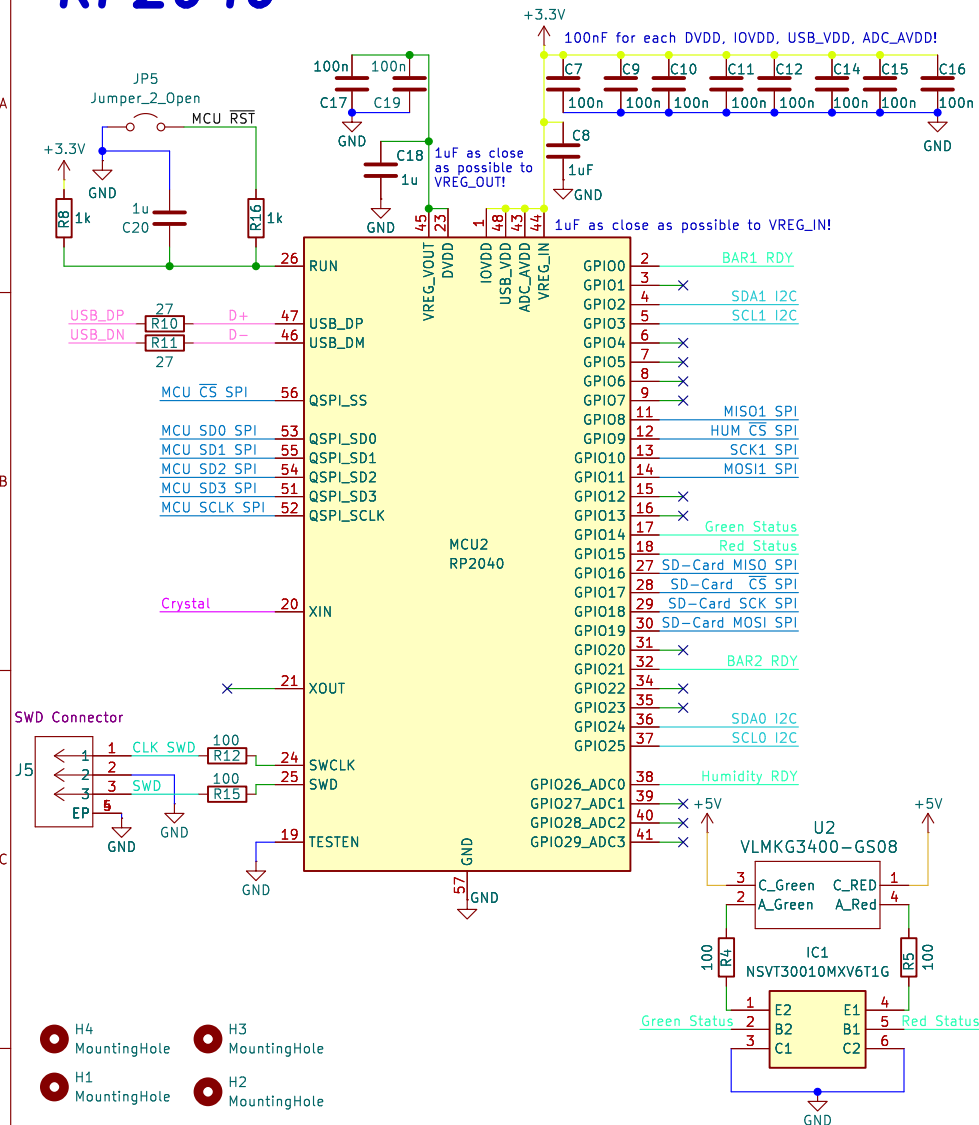 RP2040
+3.3V
100nF for each DVDD, IOVDD, USB_VDD, ADC_AVDD!
100n 100n
C17 C19
GND
C7 C9 C10 C11 C12 C14 C15 C16
100n 100n 100n 100n 100n 100n 100n 100n
GND
JP5
Jumper_2_Open
MCU RST
+3.3V
GND
R8 1k
1u
C20
R16 1k
C18
1u
GND
1uF as close
as possible to
VREG_OUT!
C8
1uF
GND
1uF as close as possible to VREG_IN!
45 23 1 48 43 44
VREG_VOUT
DVDD
IOVDD
USB_VDD
ADC_AVDD
VREG_IN
26 RUN
USB_DP 27 R10 D+ 47 USB_DP
USB_DN R11 27 D- 46 USB_DM
MCU CS SPI 56 QSPI_SS
MCU SD0 SPI 53 QSPI_SD0
MCU SD1 SPI 55 QSPI_SD1
MCU SD2 SPI 54 QSPI_SD2
MCU SD3 SPI 51 QSPI_SD3
MCU SCLK SPI 52 QSPI_SCLK
MCU2
RP2040
Crystal 20 XIN
21 XOUT
SWD Connector
J5
1 1 CLK SWD 100 R12 24 SWCLK
2 2
3 3 SWD 100 R15 25 SWD
EP 5
GND
GND
19 TESTEN
GND
GND
57
GND
GPIO0 2 BAR1 RDY
GPIO1 3
GPIO2 4 SDA1 I2C
GPIO3 5 SCL1 I2C
GPIO4 6
GPIO5 7
GPIO6 8
GPIO7 9
GPIO8 11 MISO1 SPI
GPIO9 12 HUM CS SPI
GPIO10 13 SCK1 SPI
GPIO11 14 MOSI1 SPI
GPIO12 15
GPIO13 16
GPIO14 17 Green Status
GPIO15 18 Red Status
GPIO16 27 SD-Card MISO SPI
GPIO17 28 SD-Card CS SPI
GPIO18 29 SD-Card SCK SPI
GPIO19 30 SD-Card MOSI SPI
GPIO20 31
GPIO21 32 BAR2 RDY
GPIO22 34
GPIO23 35
GPIO24 36 SDA0 I2C
GPIO25 37 SCL0 I2C
GPIO26_ADC0 38 Humidity RDY
GPIO27_ADC1 39
GPIO28_ADC2 40
GPIO29_ADC3 41
+5V
+5V
U2
VLMKG3400-GS08
3 C_Green C_RED 1
2 A_Green A_Red 4
100 R4
R5 100
IC1
NSVT30010MXV6T1G
1 E2 E1 4
Green Status 2 B2 B1 5 Red Status
3 C1 C2 6
GND
H4
MountingHole
H3
MountingHole
H1
MountingHole
H2
MountingHole
A
B
C